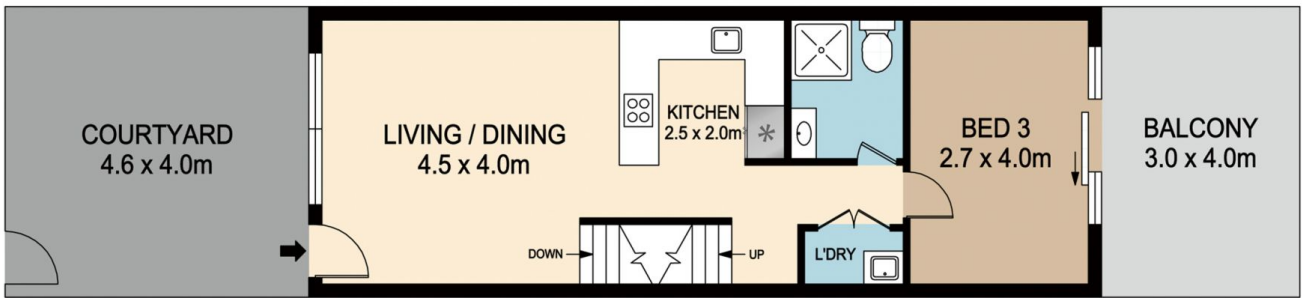 COURTYARD
4.6 x 4.0m
LIVING / DINING
4.5 x 4.0m
KITCHEN
2.5 x 2.0m
BED 3
2.7 x 4.0m
BALCONY
3.0 x 4.0m
DOWN
UP
L'DRY